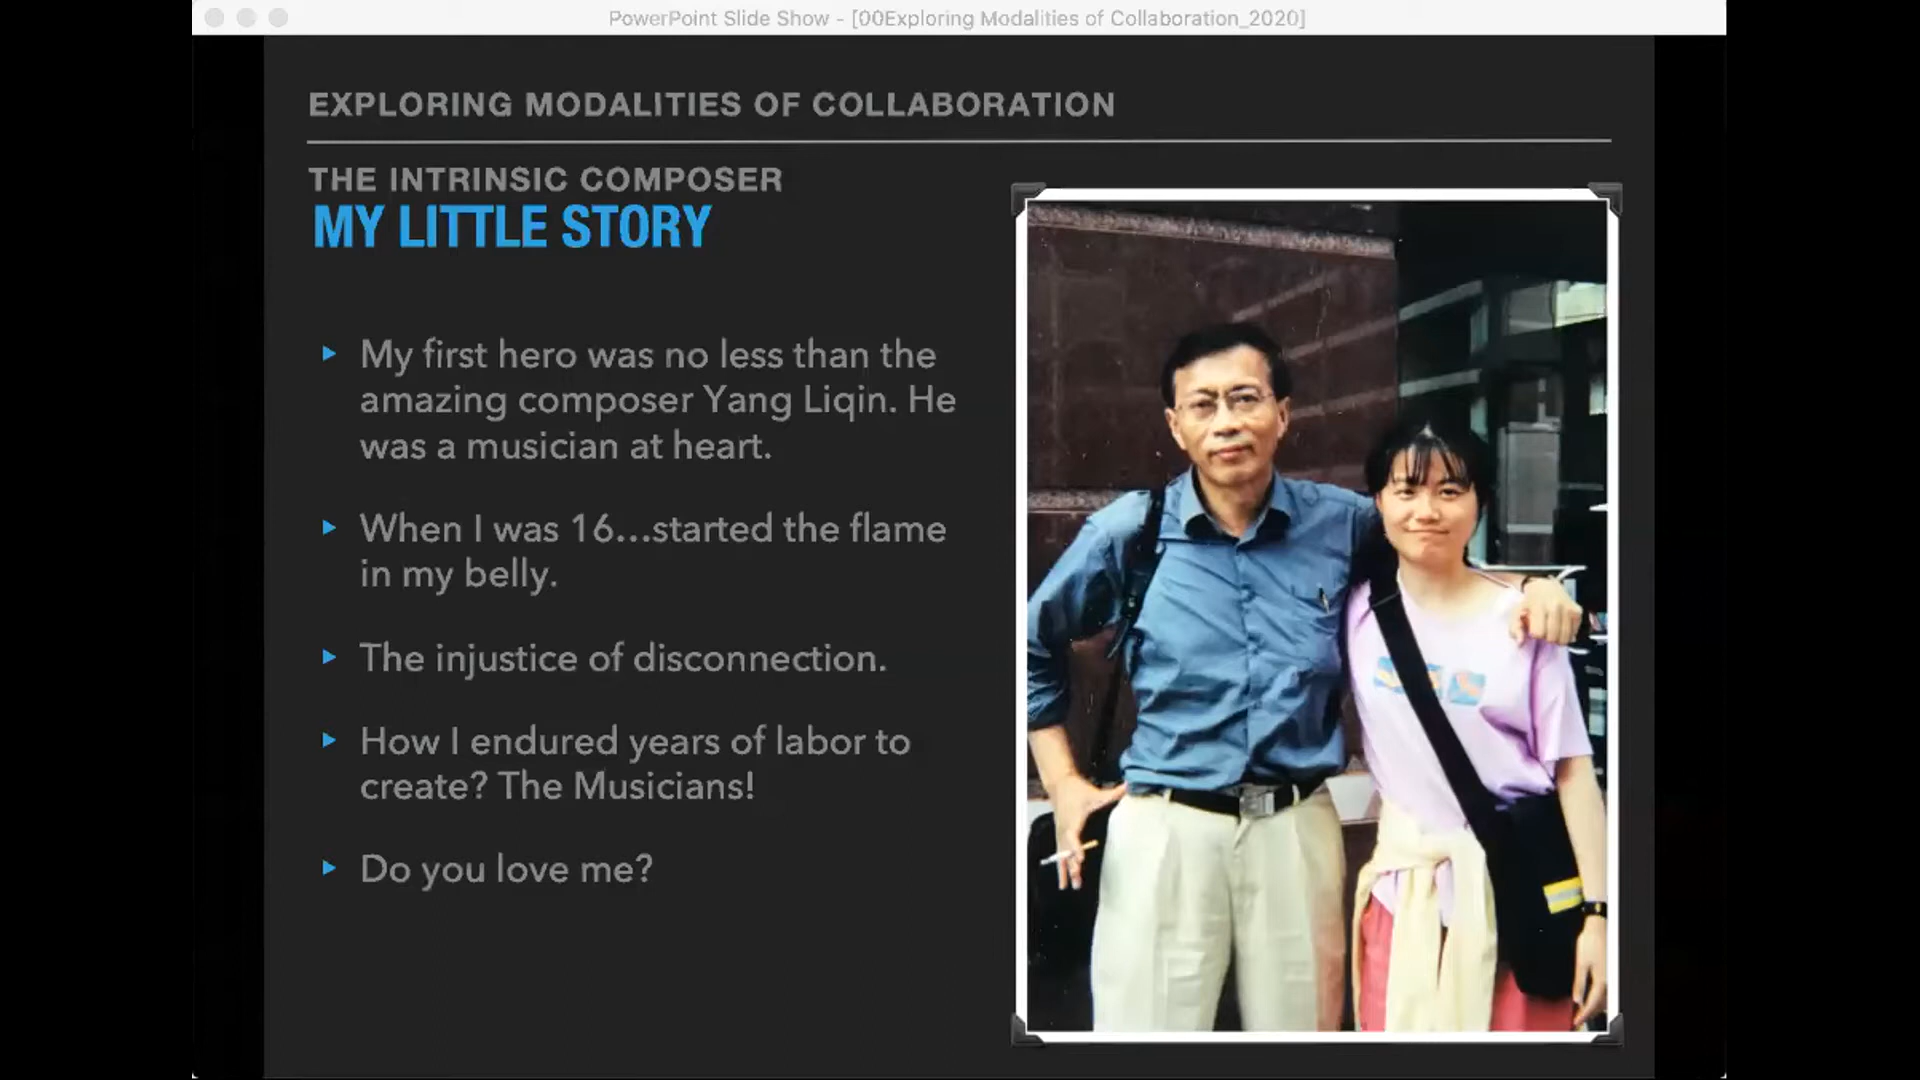 PowerPoint Slide Show - [00Exploring Modalities of Collaboration_2020]
EXPLORING MODALITIES OF COLLABORATION
THE INTRINSIC COMPOSER
MY LITTLE STORY
My first hero was no less than the
amazing composer Yang Liqin. He
was a musician at heart.
When I was 16...started the flame
in my belly.
The injustice of disconnection.
How I endured years of labor to
create? The Musicians!
Do you love me?